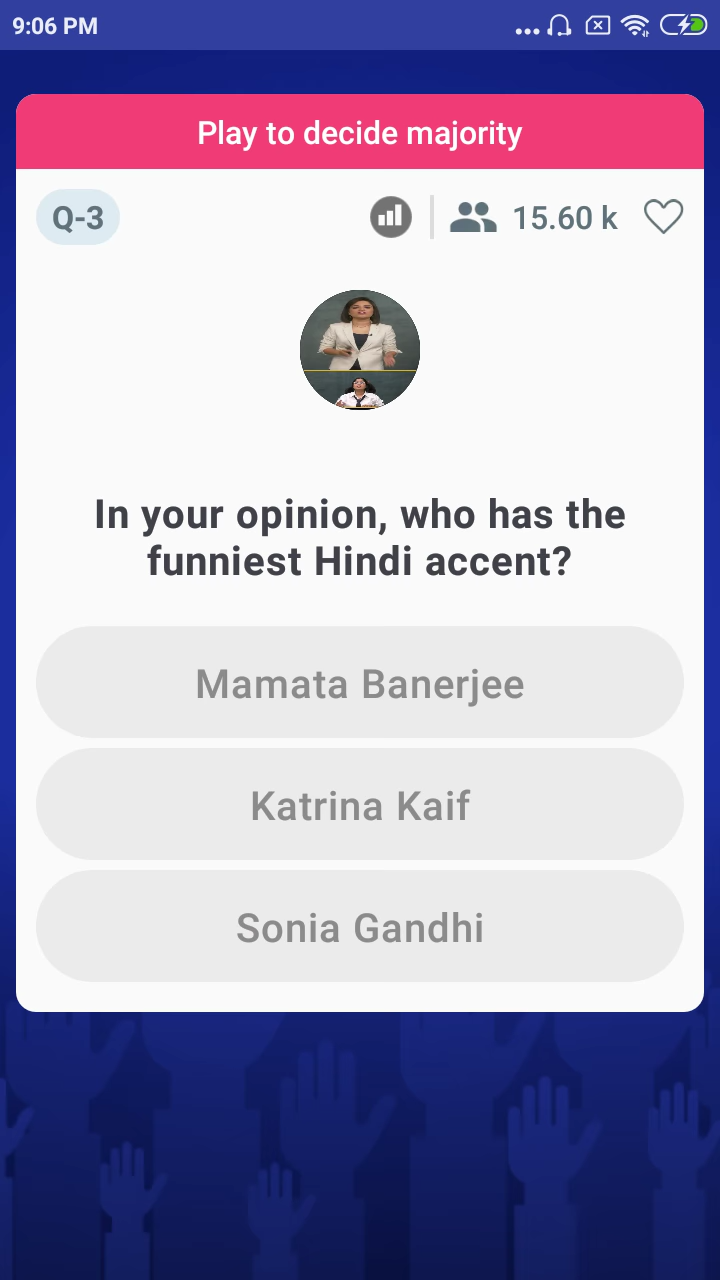 9:06 PM
Play to decide majority
Q-3
15.60 k
In your opinion, who has the
funniest Hindi accent?
Mamata Banerjee
Katrina Kaif
Sonia Gandhi